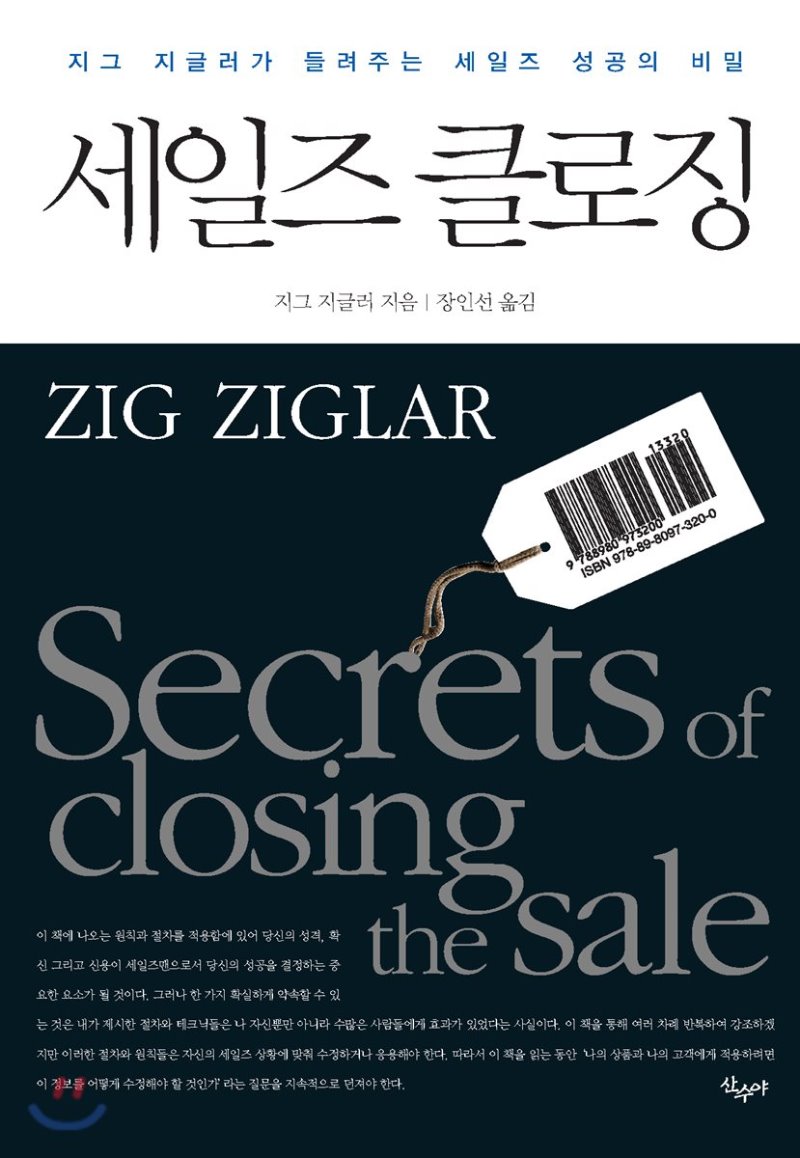 지그 지글러가 들려주는 세일즈 성공의 비밀
세일즈 클로징
지그 지글러 지음 | 장인선 옮김
ZIG ZIGLAR
13320
9 788980 973200
ISBN 978-89-8097-320-0
Secrets of
closing
the sale
이 책에 나오는 원칙과 절차를 적용함에 있어 당신의 성격, 확
신 그리고 신용이 세일즈맨으로서 당신의 성공을 결정하는 중
요한 요소가 될 것이다. 그러나 한 가지 확실하게 약속할 수 있
는 것은 내가 제시한 절차와 테크닉들은 나 자신뿐만 아니라 수많은 사람들에게 효과가 있었다는 사실이다. 이 책을 통해 여러 차례 반복하여 강조하겠
지만 이러한 절차와 원칙들은 자신의 세일즈 상황에 맞춰 수정하거나 응용해야 한다. 따라서 이 책을 읽는 동안 '나의 상품과 나의 고객에게 적용하려면
이 정보를 어떻게 수정해야 할 것인가' 라는 질문을 지속적으로 던져야 한다.
산수야